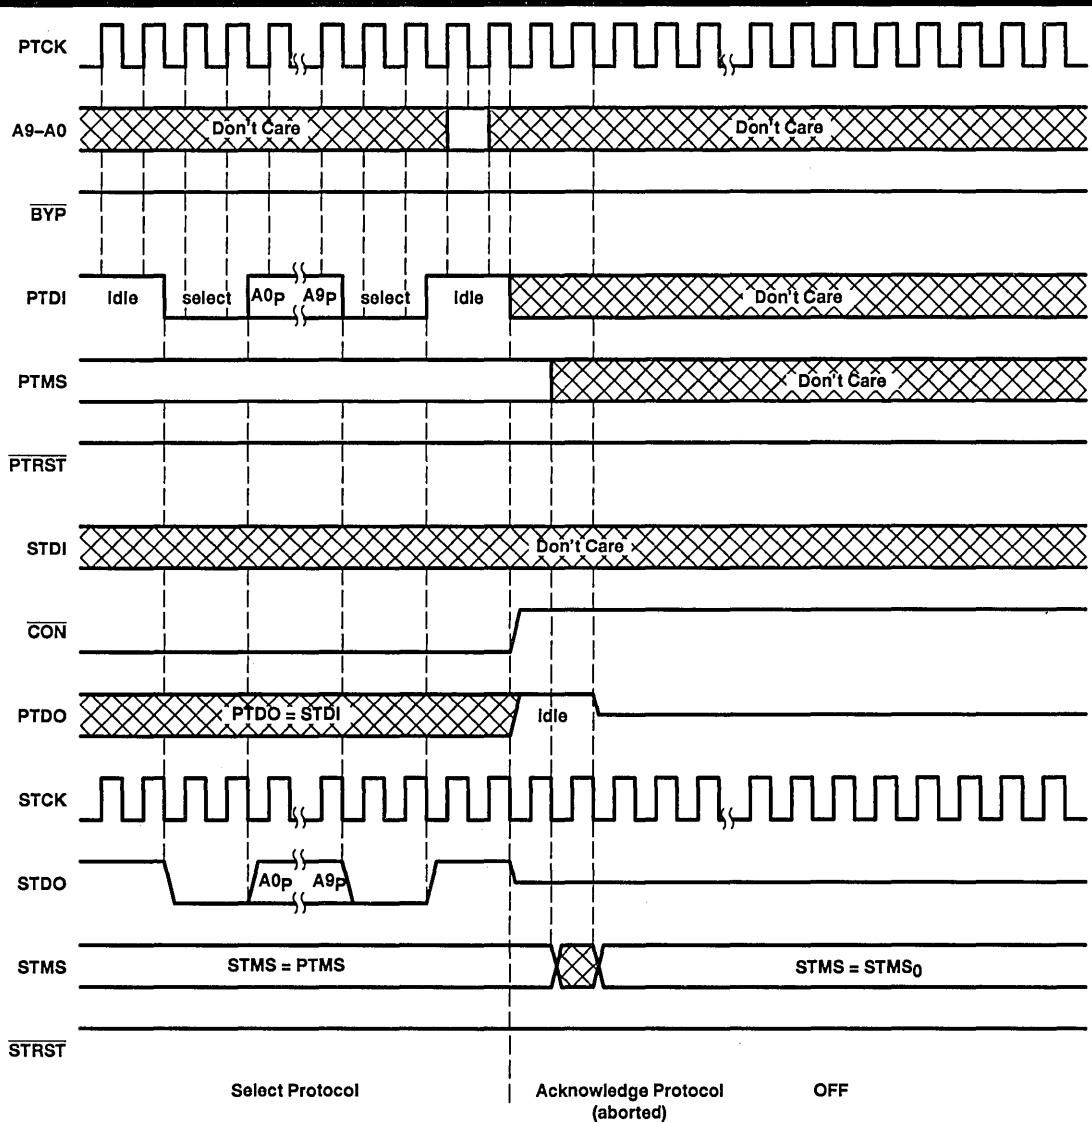 PTCK
A9–A0
Don't Care
Don't Care
BYP
PTDI
Idle
select
A0P
A9P
select
Idle
Don't Care
PTMS
Don't Care
PTRST
STDI
Don't Care
CON
PTDO
PTDO = STDI
Idle
STCK
STDO
A0P
A9P
STMS
STMS = PTMS
STMS = STMS0
STRST
Select Protocol
Acknowledge Protocol
(aborted)
OFF